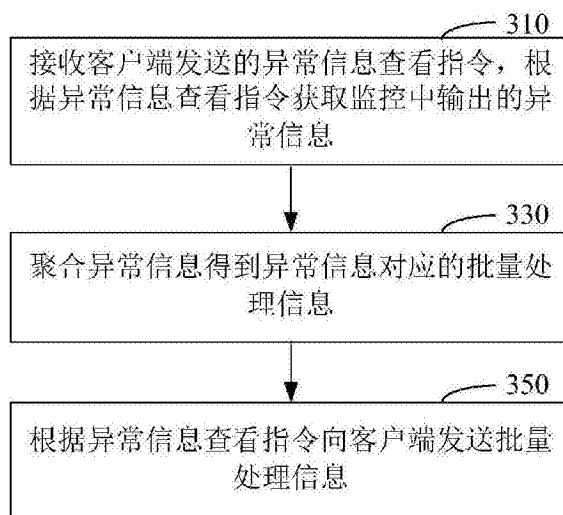 310
接收客户端发送的异常信息查看指令，根
据异常信息查看指令获取监控中输出的异
常信息
330
聚合异常信息得到异常信息对应的批量处
理信息
350
根据异常信息查看指令向客户端发送批量
处理信息